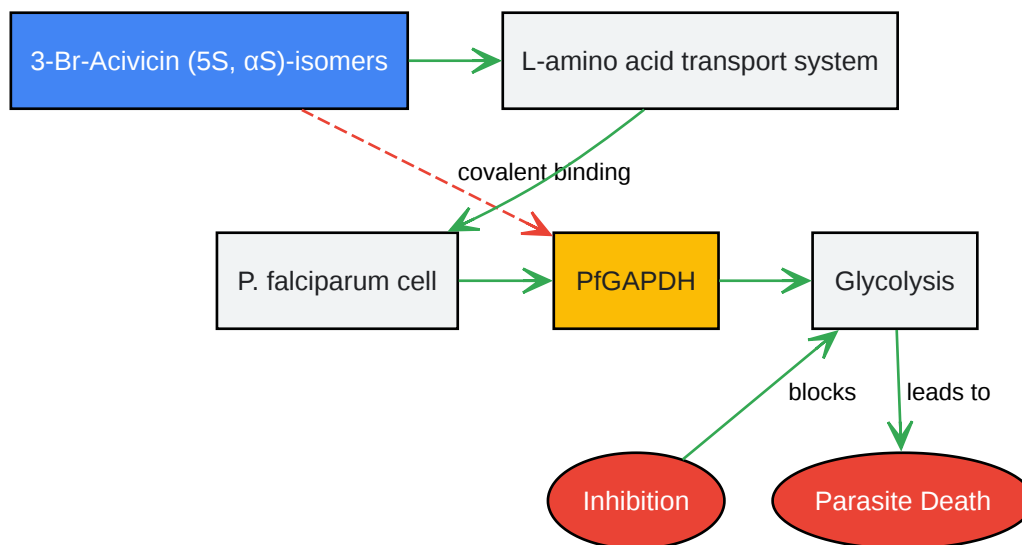 3-Br-Acivicin (5S, αS)-isomers
L-amino acid transport system
covalent binding
P. falciparum cell
PfGAPDH
Glycolysis
blocks
leads to
Inhibition
Parasite Death